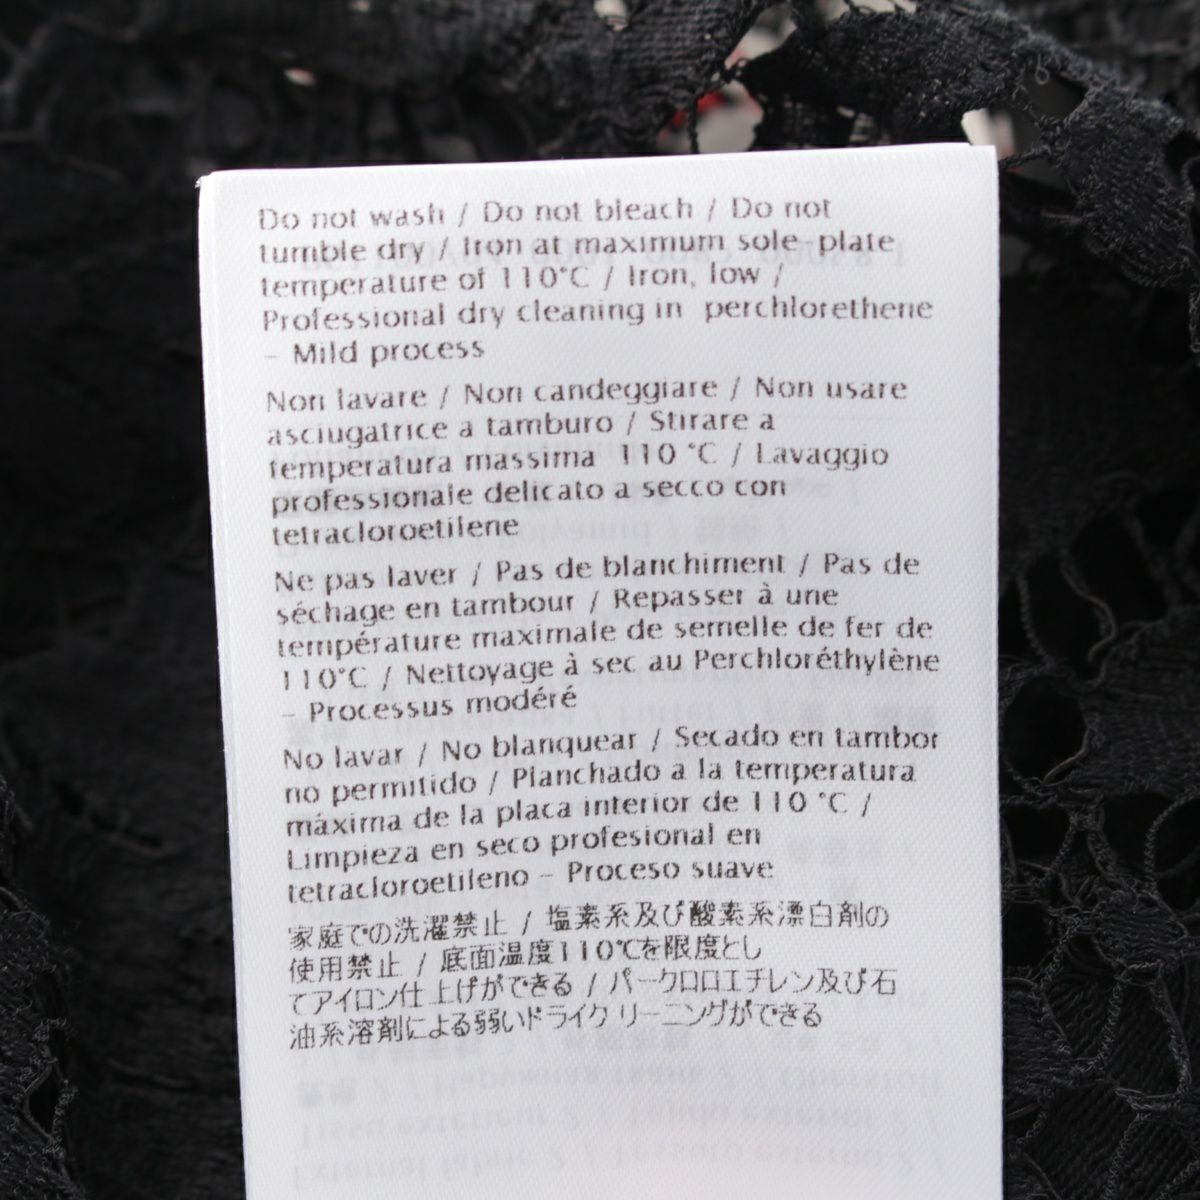 Do not wash / Do not bleach / Do not
tumble dry / Iron at maximum sole-plate
temperature of 110°C / Iron, low /
Professional dry cleaning in perchlorethene
– Mild process
Non lavare / Non candeggiare / Non usare
asciugatrice a tamburo / Stirare a
temperatura massima 110 °C / Lavaggio
professionale delicato a secco con
tetracloroetilene
Ne pas laver / Pas de blanchiment / Pas de
séchage en tambour / Repasser à une
température maximale de semelle de fer de
110°C / Nettoyage à sec au Perchloréthylène
– Processus modéré
No lavar / No blanquear / Secado en tambor
no permitido / Planchado a la temperatura
máxima de la placa interior de 110 °C /
Limpieza en seco profesional en
tetracloroetileno – Proceso suave
家庭での洗濯禁止 / 塩素系及び酸素系漂白剤の
使用禁止 / 底面温度110℃を限度とし
てアイロン仕上げができる / パークロロエチレン及び石
油系溶剤による弱いドライクリーニングができる